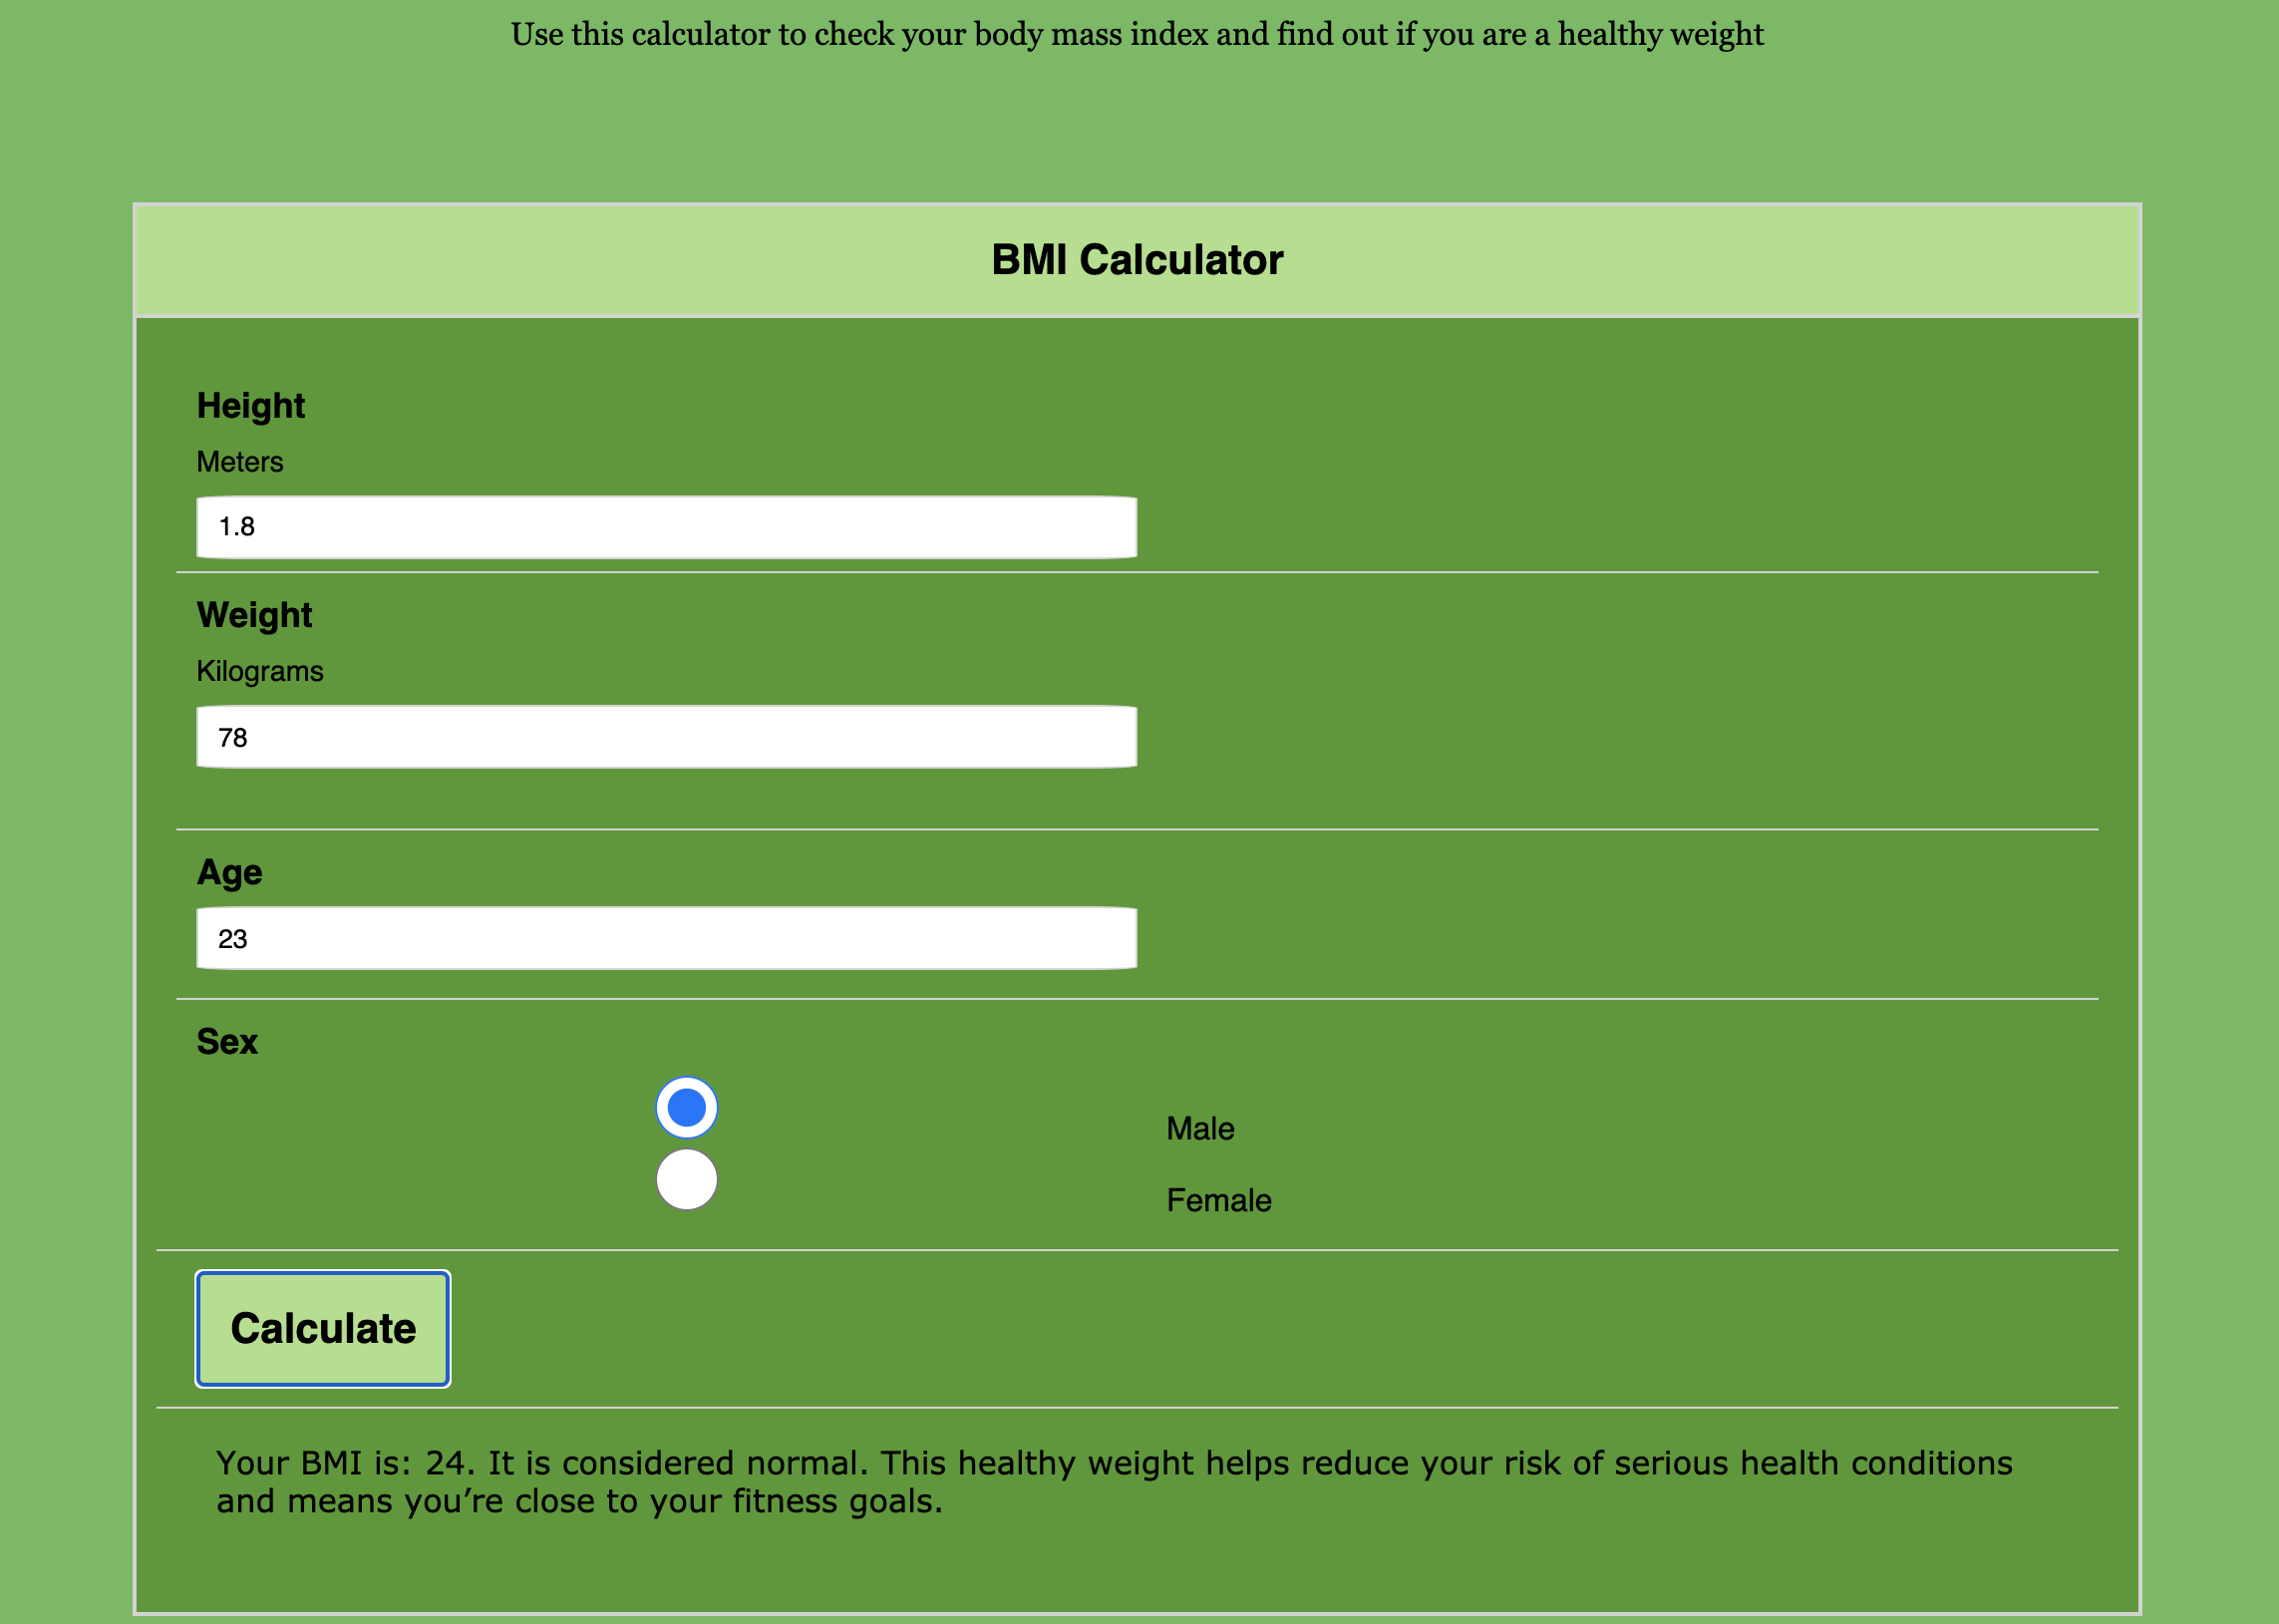 Use this calculator to check your body mass index and find out if you are a healthy weight
BMI Calculator
Height
Meters
1.8
Weight
Kilograms
78
Age
23
Sex
Male
Female
Calculate
Your BMI is: 24. It is considered normal. This healthy weight helps reduce your risk of serious health conditions
and means you’re close to your fitness goals.